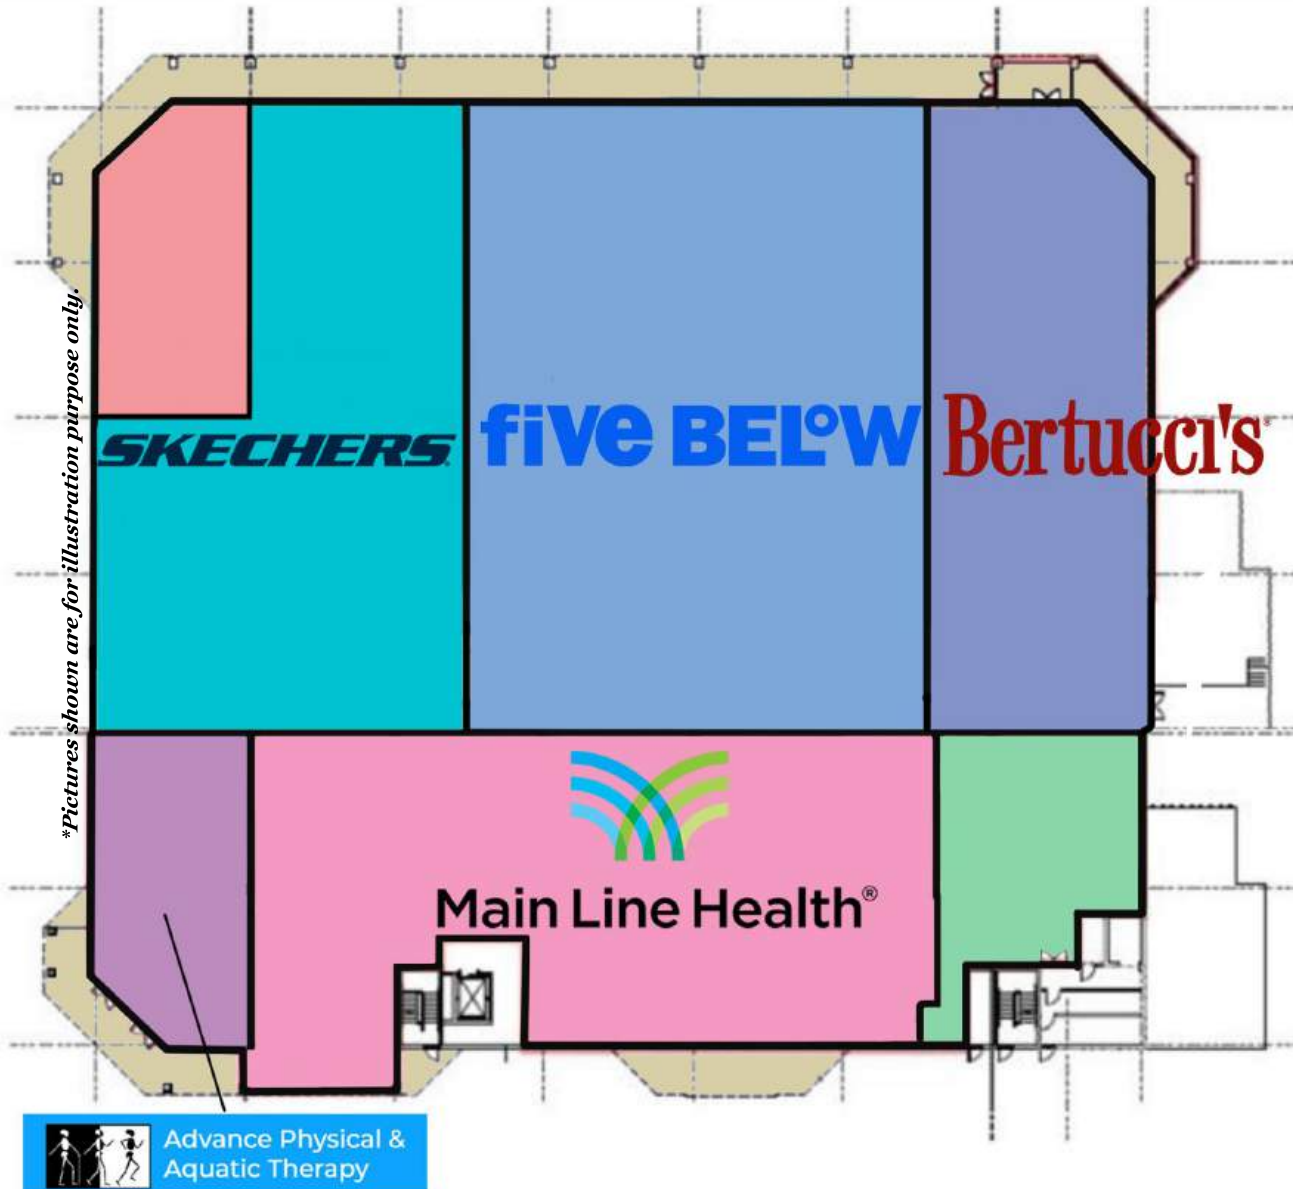 *Pictures shown are for illustration purpose only.
SKECHERS
five BELOW
Bertucci's®
Main Line Health®
Advance Physical &
Aquatic Therapy